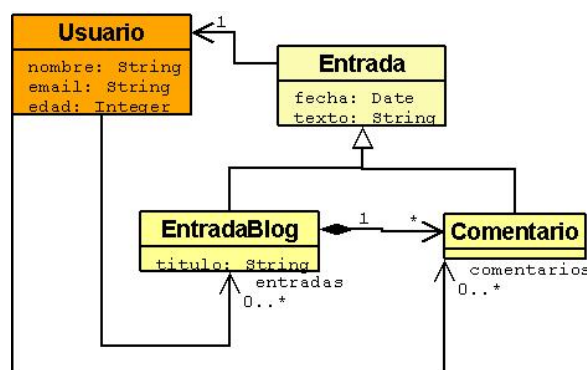 Usuario
nombre: String
email: String
edad: Integer
1
Entrada
fecha: Date
texto: String
EntradaBlog
titulo: String
1
*
Comentario
entradas
0..*
comentarios
0..*